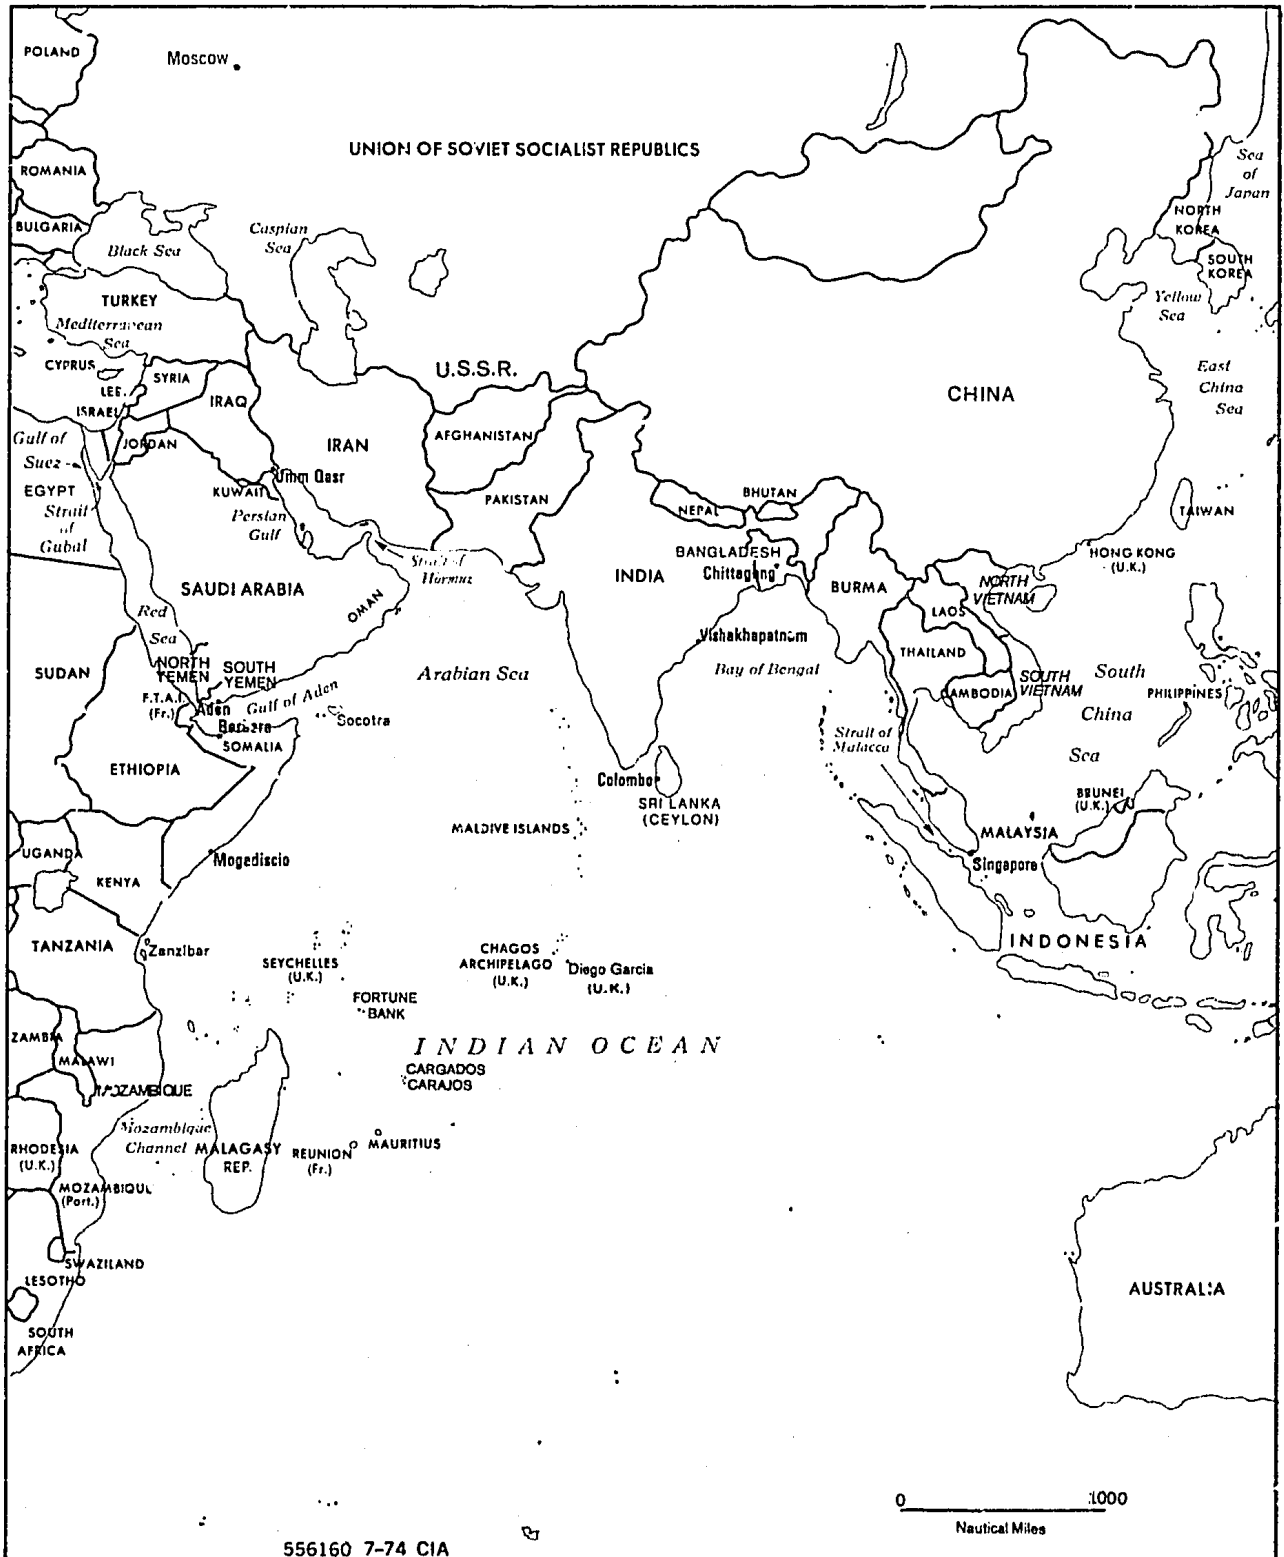 POLAND
Moscow
UNION OF SOVIET SOCIALIST REPUBLICS
Sea
of
Japan
ROMANIA
NORTH
KOREA
BULGARIA
Black Sea
Caspian
Sea
SOUTH
KOREA
TURKEY
Yellow
Sea
Mediterranean
Sea
CYPRUS
SYRIA
U.S.S.R.
East
China
Sea
LEB.
ISRAEL
IRAQ
CHINA
Gulf of
Suez
JORDAN
IRAN
AFGHANISTAN
EGYPT
Strait
of
Gubal
KUWAIT
Umm Qasr
Persian
Gulf
PAKISTAN
NEPAL
BHUTAN
TAIWAN
Strait of
Hormuz
INDIA
BANGLADESH
Chittagong
BURMA
HONG KONG
(U.K.)
NORTH
VIETNAM
SAUDI ARABIA
OMAN
LAOS
Red
Sea
Vishakhapatnam
THAILAND
SUDAN
NORTH
YEMEN
SOUTH
YEMEN
Arabian Sea
Bay of Bengal
SOUTH
VIETNAM
South
China
Sea
PHILIPPINES
F.T.A.I.
(Fr.)
Aden
Gulf of Aden
CAMBODIA
Berbera
Socotra
SOMALIA
Strait of
Malacca
ETHIOPIA
Colombo
SRI LANKA
(CEYLON)
BRUNEI
(U.K.)
MALDIVE ISLANDS
MALAYSIA
UGANDA
Mogadiscio
Singapore
KENYA
TANZANIA
Zanzibar
INDONESIA
SEYCHELLES
(U.K.)
CHAGOS
ARCHIPELAGO
(U.K.)
Diego Garcia
(U.K.)
FORTUNE
BANK
ZAMBIA
INDIAN OCEAN
MALAWI
CARGADOS
CARAJOS
MOZAMBIQUE
Mozambique
Channel
MALAGASY
REP.
REUNION
(Fr.)
MAURITIUS
RHODESIA
(U.K.)
MOZAMBIQUE
(Port.)
SWAZILAND
LESOTHO
AUSTRALIA
SOUTH
AFRICA
0 1000
Nautical Miles
556160 7-74 CIA